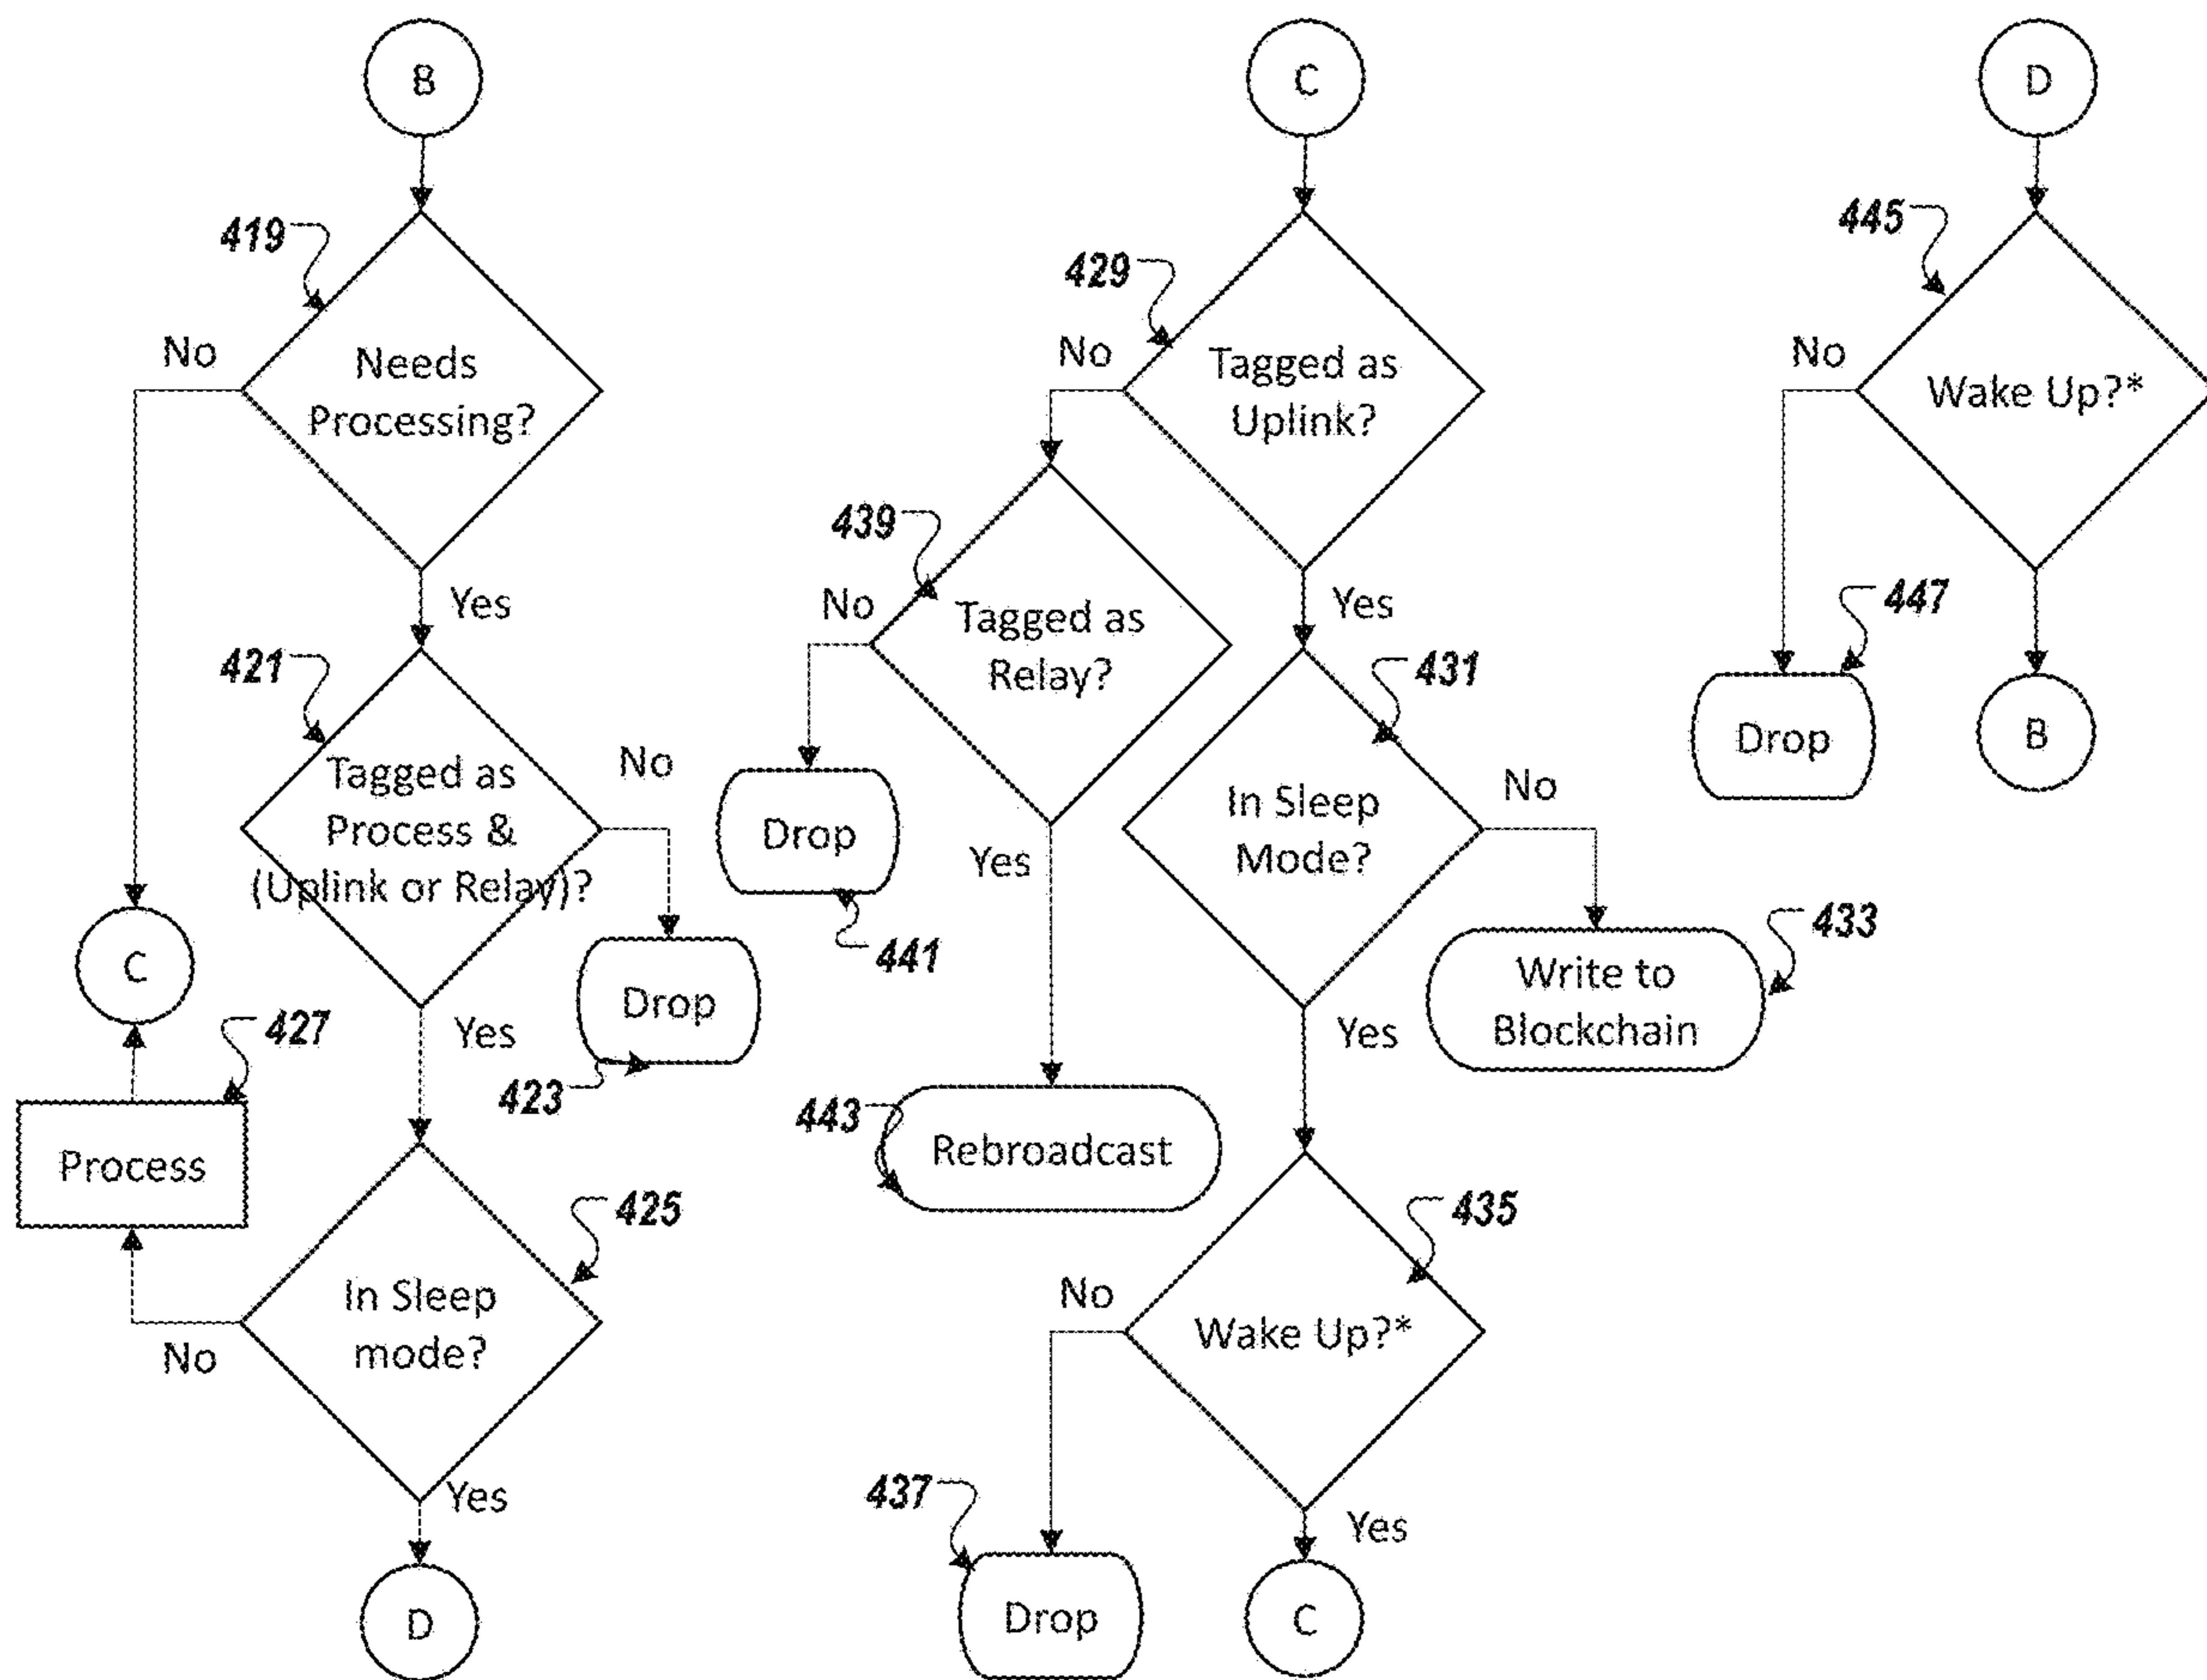 B
419
No
Needs
Processing?
Yes
421
Tagged as
Process &
(Uplink or Relay)?
No
Drop
423
C
427
Process
Yes
425
In Sleep
mode?
No
Yes
D
C
429
No
Tagged as
Uplink?
439
No
Tagged as
Relay?
Drop
441
Yes
443
Rebroadcast
Yes
431
In Sleep
Mode?
No
433
Write to
Blockchain
Yes
435
No
Wake Up?*
437
Drop
Yes
C
D
445
No
Wake Up?*
447
Drop
B